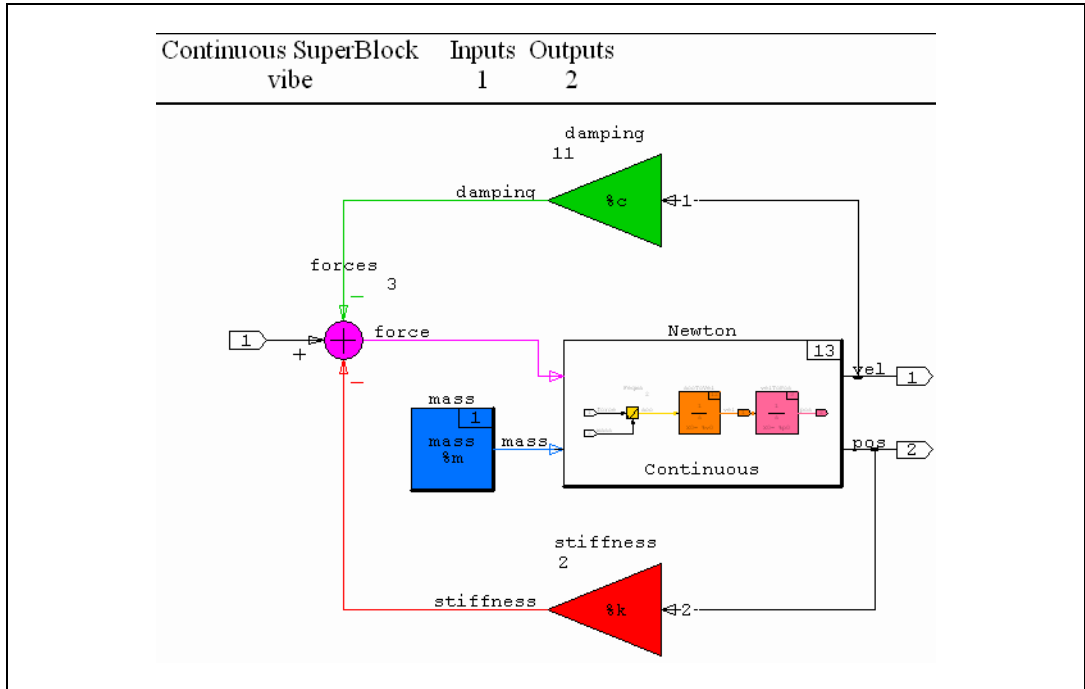 Continuous SuperBlock Inputs Outputs
vibe 1 2
damping
11
damping
%c
1
forces
3
1
+
force
Newton
13
vel
1
mass
1
mass
%m
mass
Continuous
pos
2
stiffness
2
stiffness
%k
2